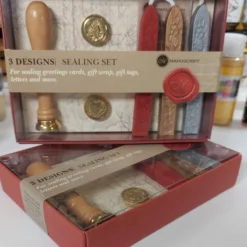 MANUSCRIPT
3 DESIGNS: SEALING SET
For sealing greetings cards, gift wrap, gift tags,
letters and more
3 DESIGNS: SEALING SET